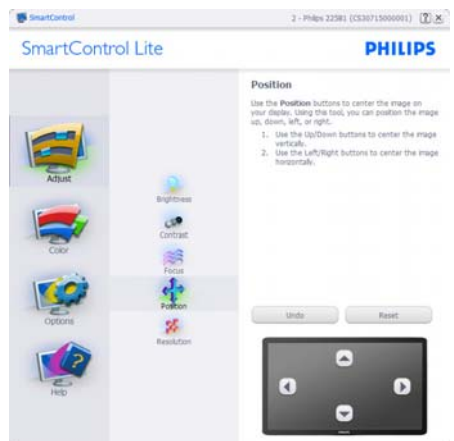 SmartControl
2 - Philips 225B1 (CS30715000001)
SmartControl Lite
PHILIPS
Adjust
Color
Options
Help
Brightness
Contrast
Focus
Position
Resolution
Position
Use the Position buttons to center the image on
your display. Using this tool, you can position the image
up, down, left, or right.
1. Use the Up/Down buttons to center the image
vertically.
2. Use the Left/Right buttons to center the image
horizontally.
Undo
Reset